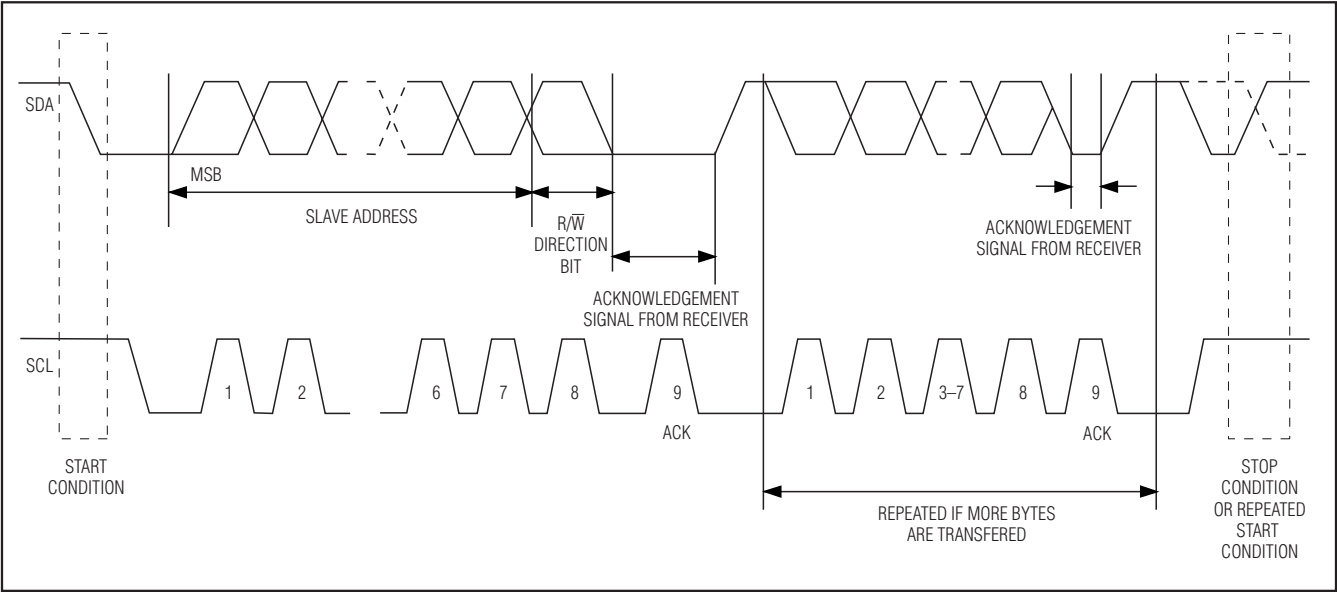 SDA
MSB
SLAVE ADDRESS
R/W̅
DIRECTION
BIT
ACKNOWLEDGEMENT
SIGNAL FROM RECEIVER
ACKNOWLEDGEMENT
SIGNAL FROM RECEIVER
SCL
1
2
6
7
8
9
ACK
1
2
3–7
8
9
ACK
START
CONDITION
REPEATED IF MORE BYTES
ARE TRANSFERED
STOP
CONDITION
OR REPEATED
START
CONDITION